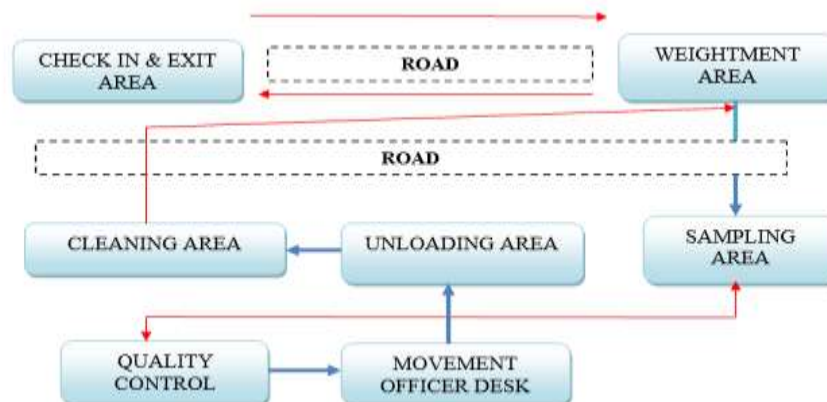 CHECK IN & EXIT
AREA
ROAD
WEIGHTMENT
AREA
ROAD
CLEANING AREA
UNLOADING AREA
SAMPLING
AREA
QUALITY
CONTROL
MOVEMENT
OFFICER DESK